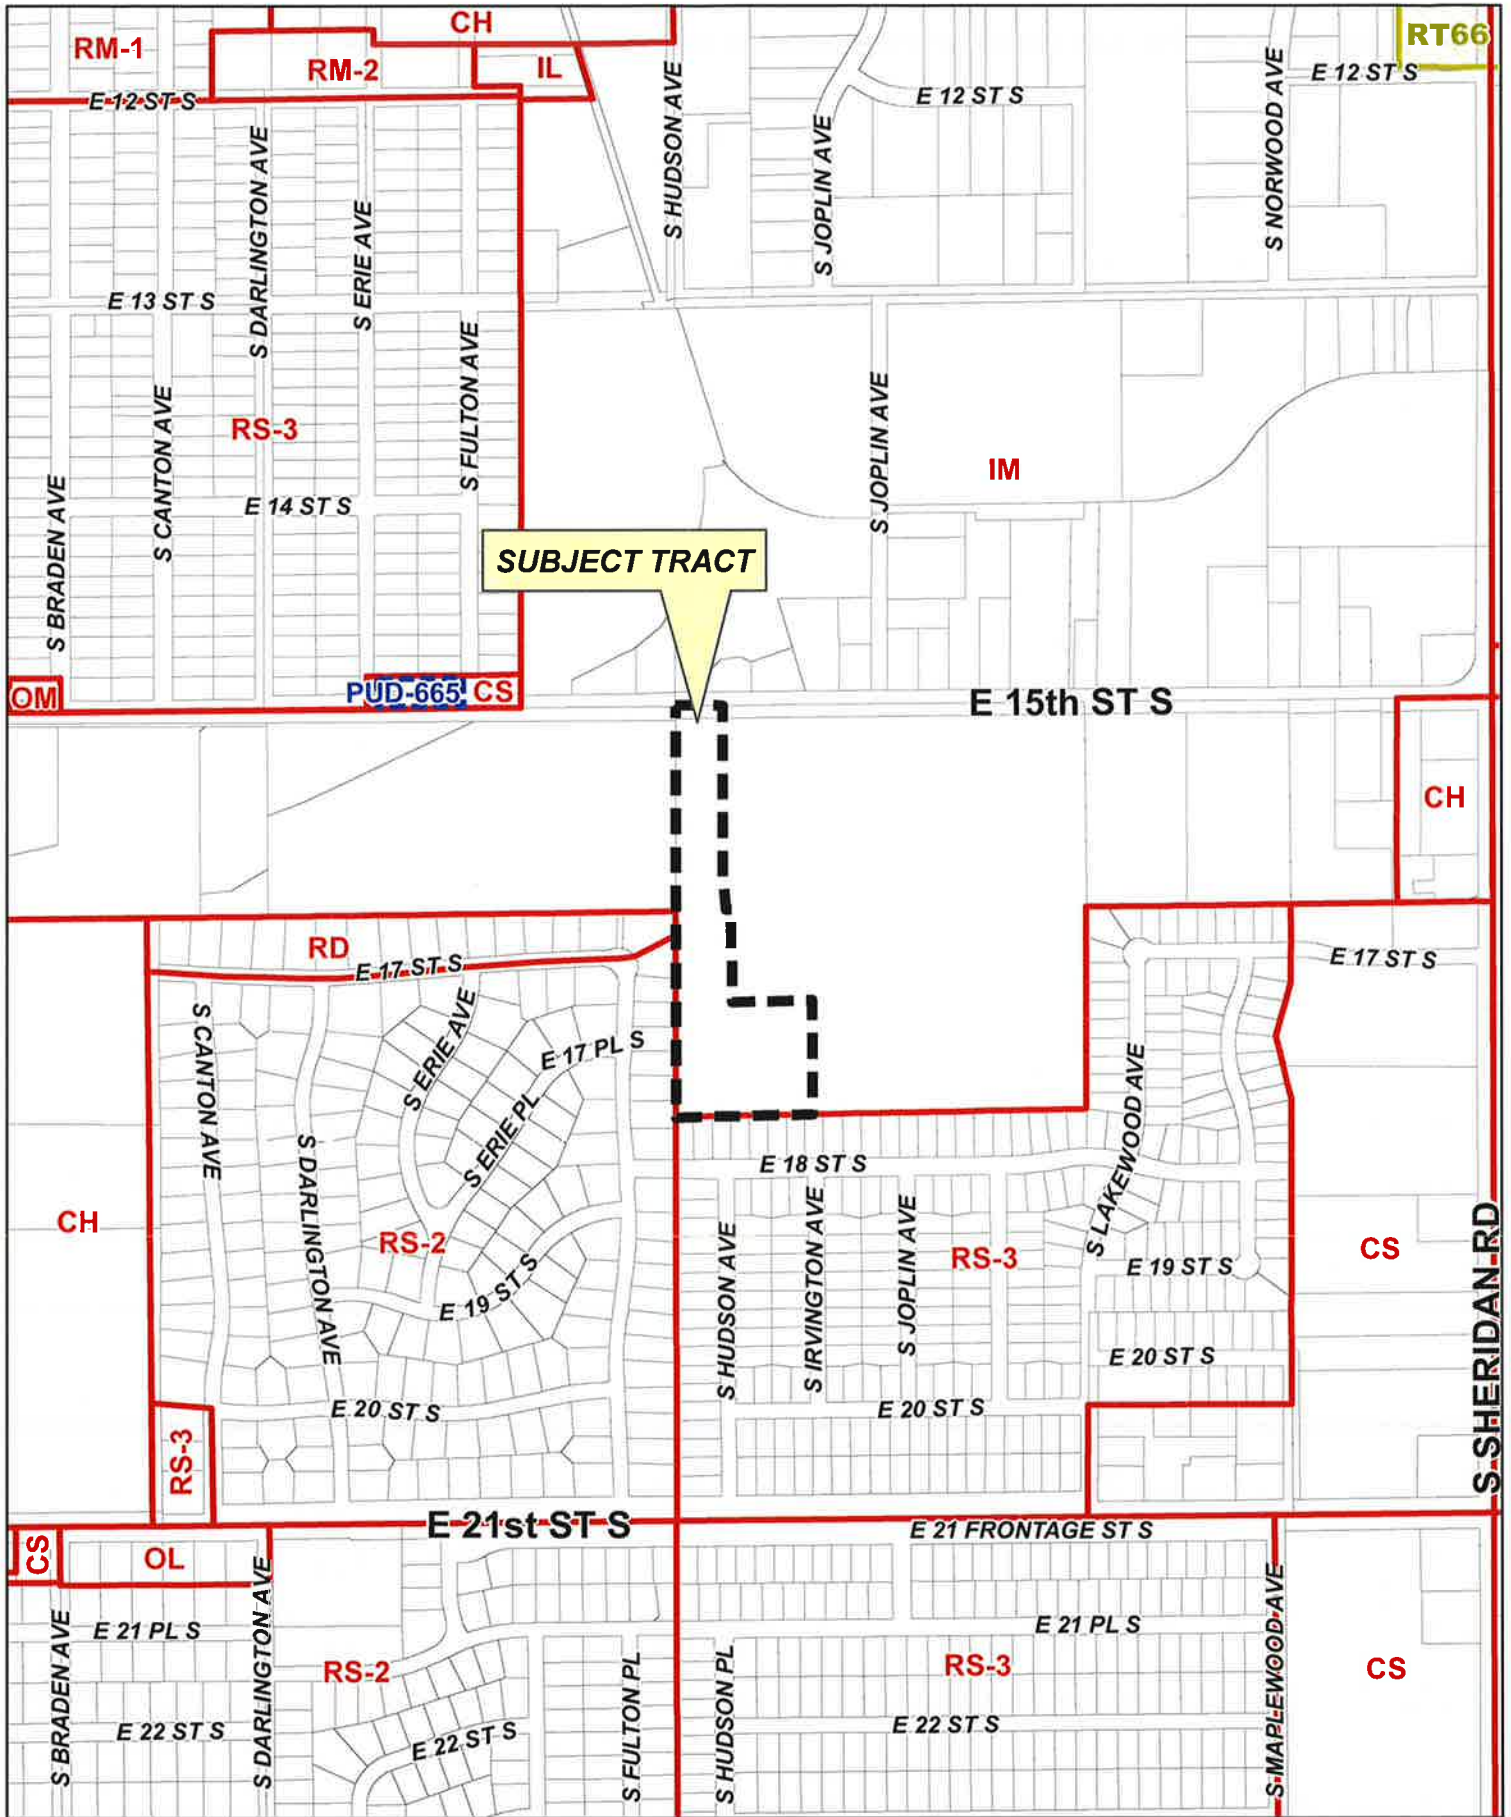 CH
RM-1
RM-2
IL
RT66
E 12 ST S
E 12 ST S
E 12 ST S
S HUDSON AVE
S JOPLIN AVE
S NORWOOD AVE
S DARLINGTON AVE
S ERIE AVE
E 13 ST S
S FULTON AVE
S CANTON AVE
S JOPLIN AVE
RS-3
IM
S BRADEN AVE
E 14 ST S
SUBJECT TRACT
OM
PUD-665
CS
E 15th ST S
CH
RD
E 17 ST S
E 17 ST S
S CANTON AVE
S ERIE AVE
E 17 PL S
S ERIE PL
S DARLINGTON AVE
S LAKEWOOD AVE
E 18 ST S
CH
RS-2
S HUDSON AVE
S IRVINGTON AVE
S JOPLIN AVE
RS-3
CS
S SHERIDAN RD
E 19 ST S
E 19 ST S
E 20 ST S
E 20 ST S
E 20 ST S
RS-3
E 21st ST S
E 21 FRONTAGE ST S
CS
OL
S BRADEN AVE
E 21 PL S
S DARLINGTON AVE
E 21 PL S
S MAPLEWOOD AVE
RS-2
S FULTON PL
S HUDSON PL
RS-3
CS
E 22 ST S
E 22 ST S
E 22 ST S